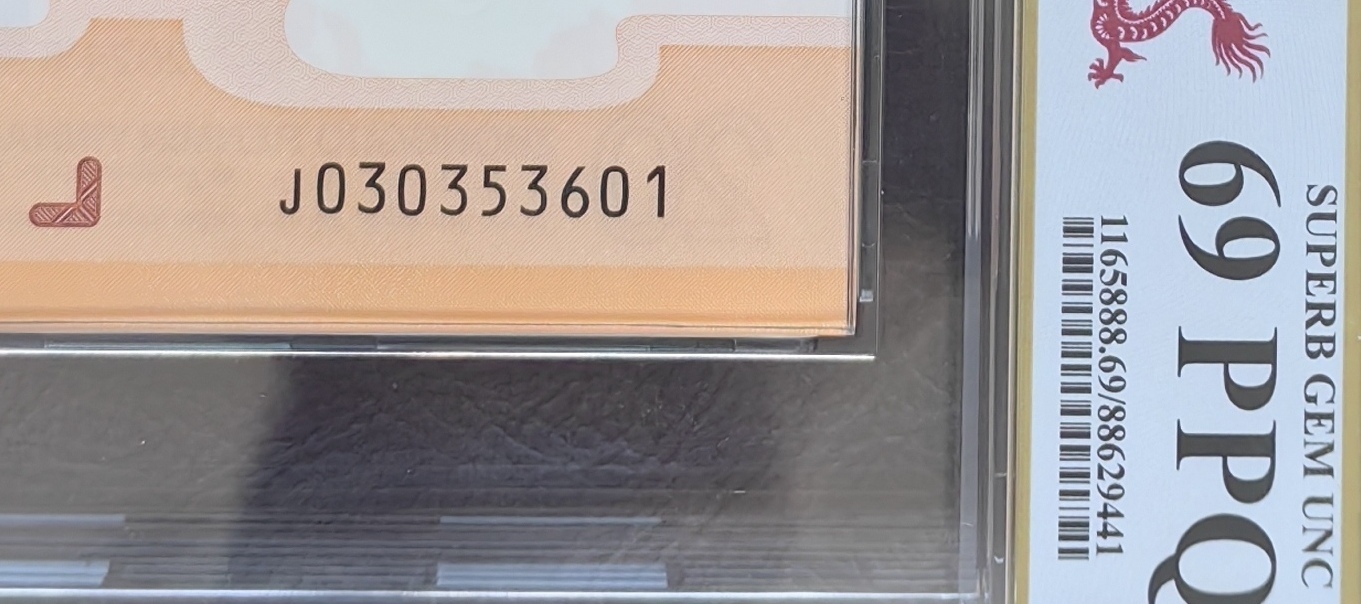 J030353601
SUPERB GEM UNC
69 PPQ
1165888.69/88629441